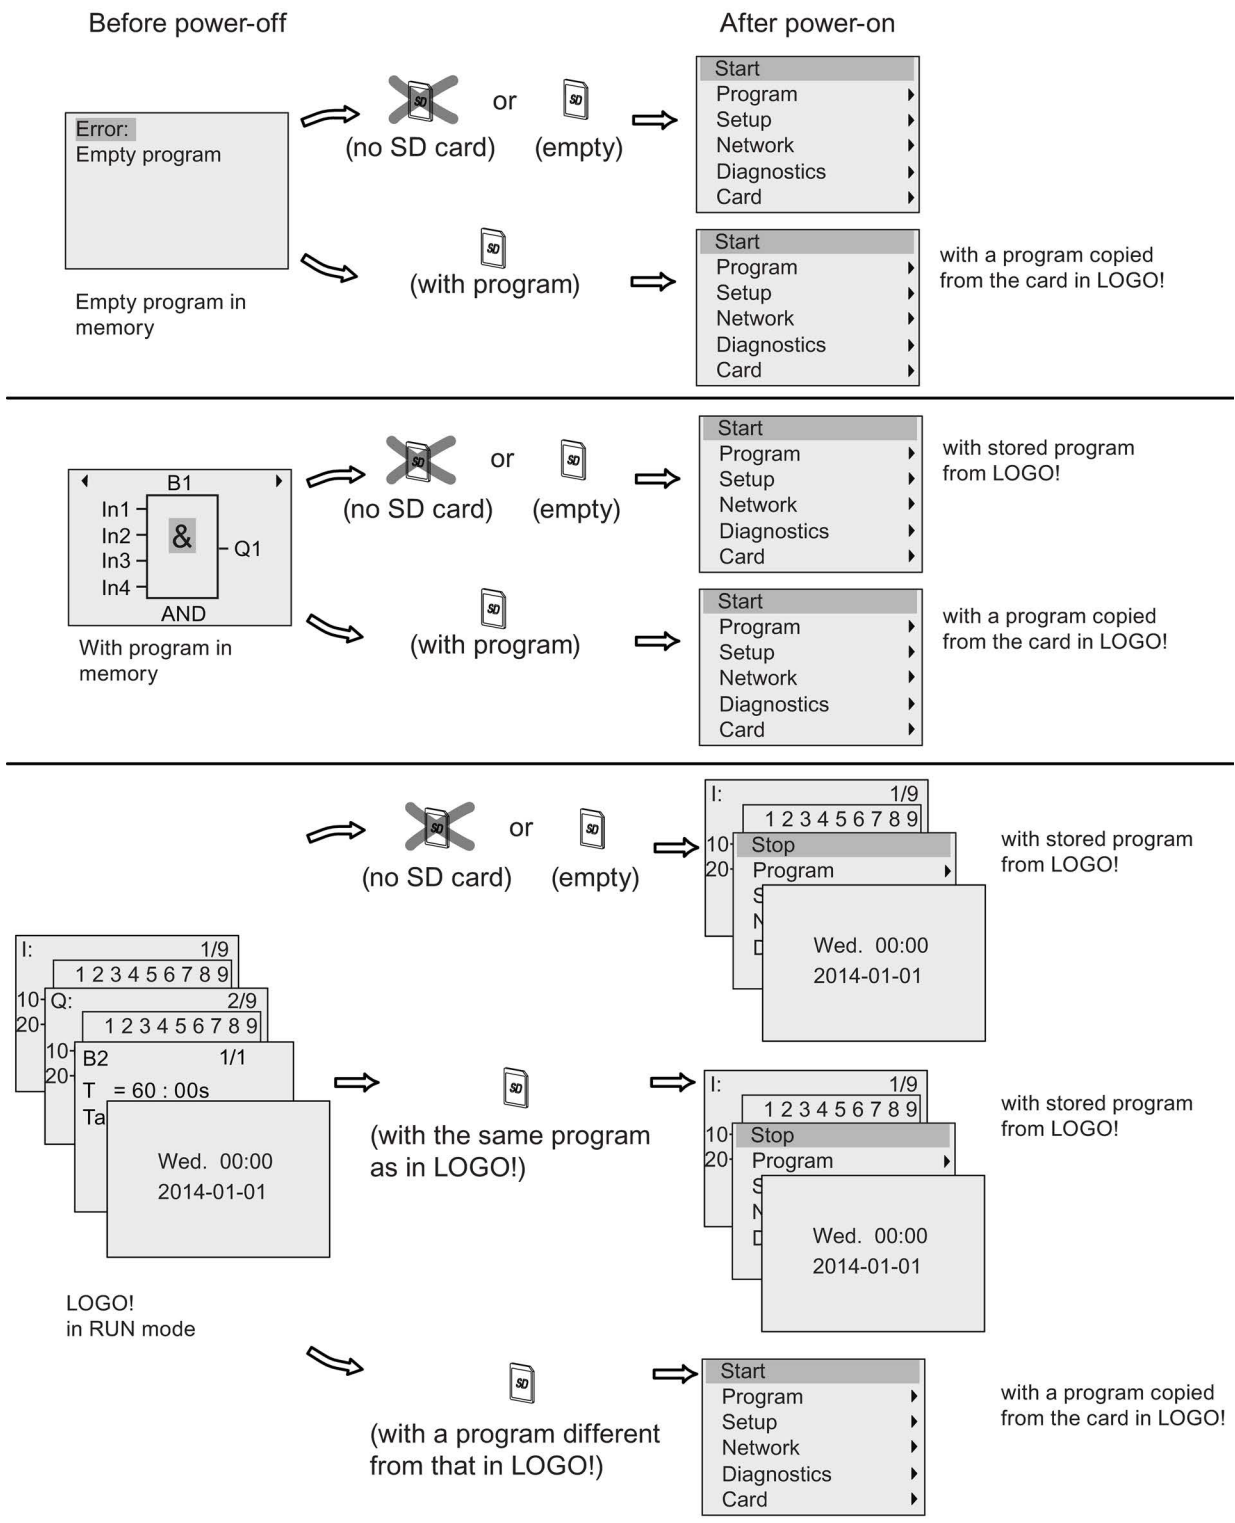 Before power-off
After power-on
Error:
Empty program
Empty program in
memory
SD
(no SD card)
or
SD
(empty)
Start
Program
Setup
Network
Diagnostics
Card
SD
(with program)
Start
Program
Setup
Network
Diagnostics
Card
with a program copied
from the card in LOGO!
B1
In1
In2
In3
In4
&
Q1
AND
With program in
memory
SD
(no SD card)
or
SD
(empty)
Start
Program
Setup
Network
Diagnostics
Card
with stored program
from LOGO!
SD
(with program)
Start
Program
Setup
Network
Diagnostics
Card
with a program copied
from the card in LOGO!
I: 1/9
1 2 3 4 5 6 7 8 9
10
20
Q: 2/9
1 2 3 4 5 6 7 8 9
10
20
B2 1/1
T = 60 : 00s
Ta
Wed. 00:00
2014-01-01
LOGO!
in RUN mode
SD
(no SD card)
or
SD
(empty)
I: 1/9
1 2 3 4 5 6 7 8 9
10
20
Stop
Program
S
N
D
Wed. 00:00
2014-01-01
with stored program
from LOGO!
SD
(with the same program
as in LOGO!)
I: 1/9
1 2 3 4 5 6 7 8 9
10
20
Stop
Program
S
N
D
Wed. 00:00
2014-01-01
with stored program
from LOGO!
SD
(with a program different
from that in LOGO!)
Start
Program
Setup
Network
Diagnostics
Card
with a program copied
from the card in LOGO!